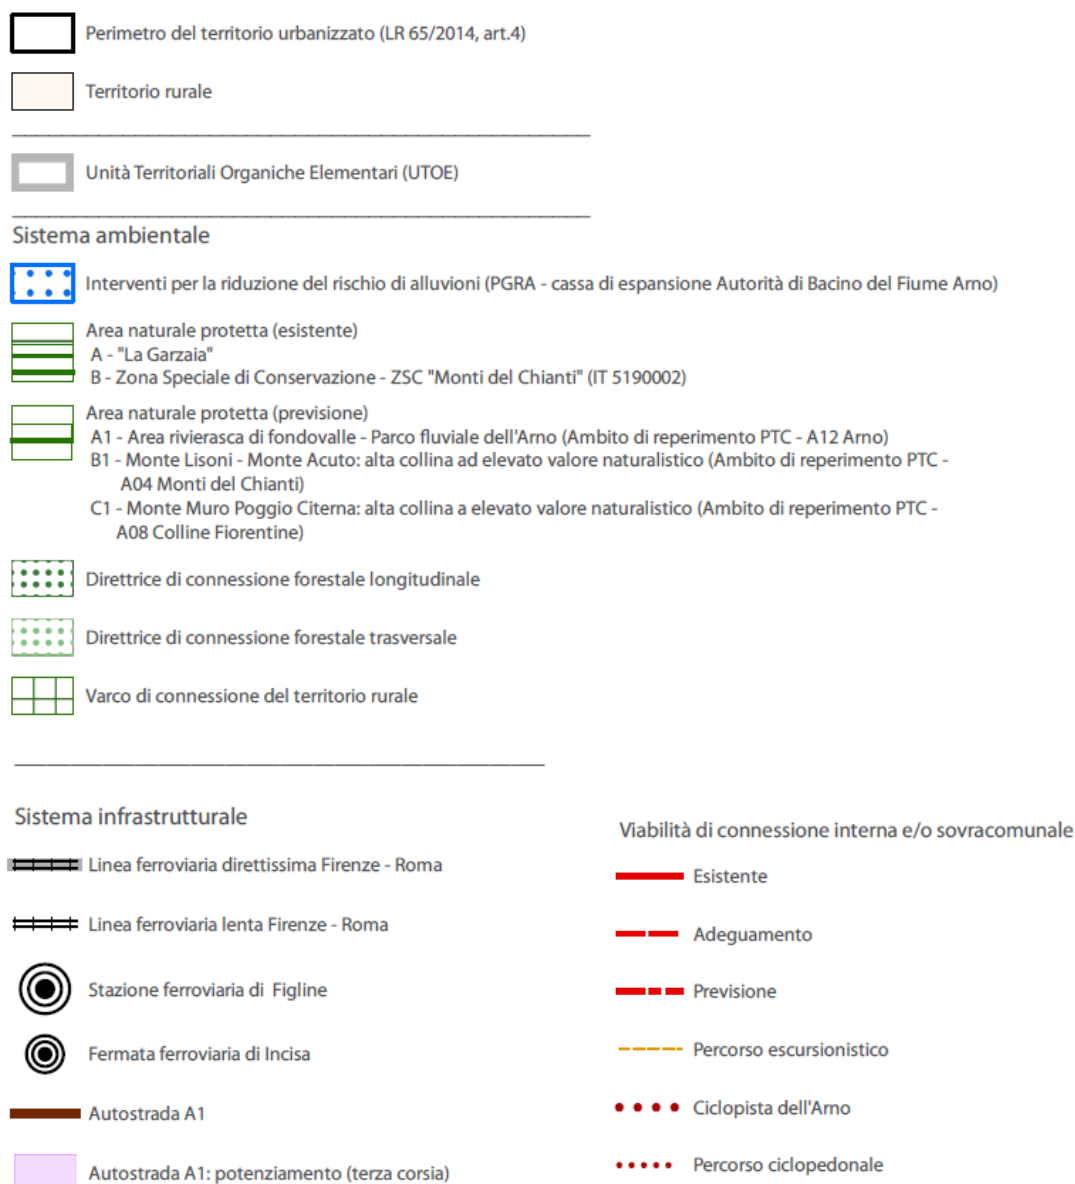 Perimetro del territorio urbanizzato (LR 65/2014, art.4)
Territorio rurale
Unità Territoriali Organiche Elementari (UTOE)
Sistema ambientale
Interventi per la riduzione del rischio di alluvioni (PGRA - cassa di espansione Autorità di Bacino del Fiume Arno)
Area naturale protetta (esistente)
A - "La Garzaia"
B - Zona Speciale di Conservazione - ZSC "Monti del Chianti" (IT 5190002)
Area naturale protetta (previsione)
A1 - Area rivierasca di fondovalle - Parco fluviale dell'Arno (Ambito di reperimento PTC - A12 Arno)
B1 - Monte Lisoni - Monte Acuto: alta collina ad elevato valore naturalistico (Ambito di reperimento PTC -
A04 Monti del Chianti)
C1 - Monte Muro Poggio Citerna: alta collina a elevato valore naturalistico (Ambito di reperimento PTC -
A08 Colline Fiorentine)
Direttrice di connessione forestale longitudinale
Direttrice di connessione forestale trasversale
Varco di connessione del territorio rurale
Sistema infrastrutturale
Linea ferroviaria direttissima Firenze - Roma
Linea ferroviaria lenta Firenze - Roma
Stazione ferroviaria di Figline
Fermata ferroviaria di Incisa
Autostrada A1
Autostrada A1: potenziamento (terza corsia)
Viabilità di connessione interna e/o sovracomunale
Esistente
Adeguamento
Previsione
Percorso escursionistico
Ciclopista dell'Arno
Percorso ciclopedonale